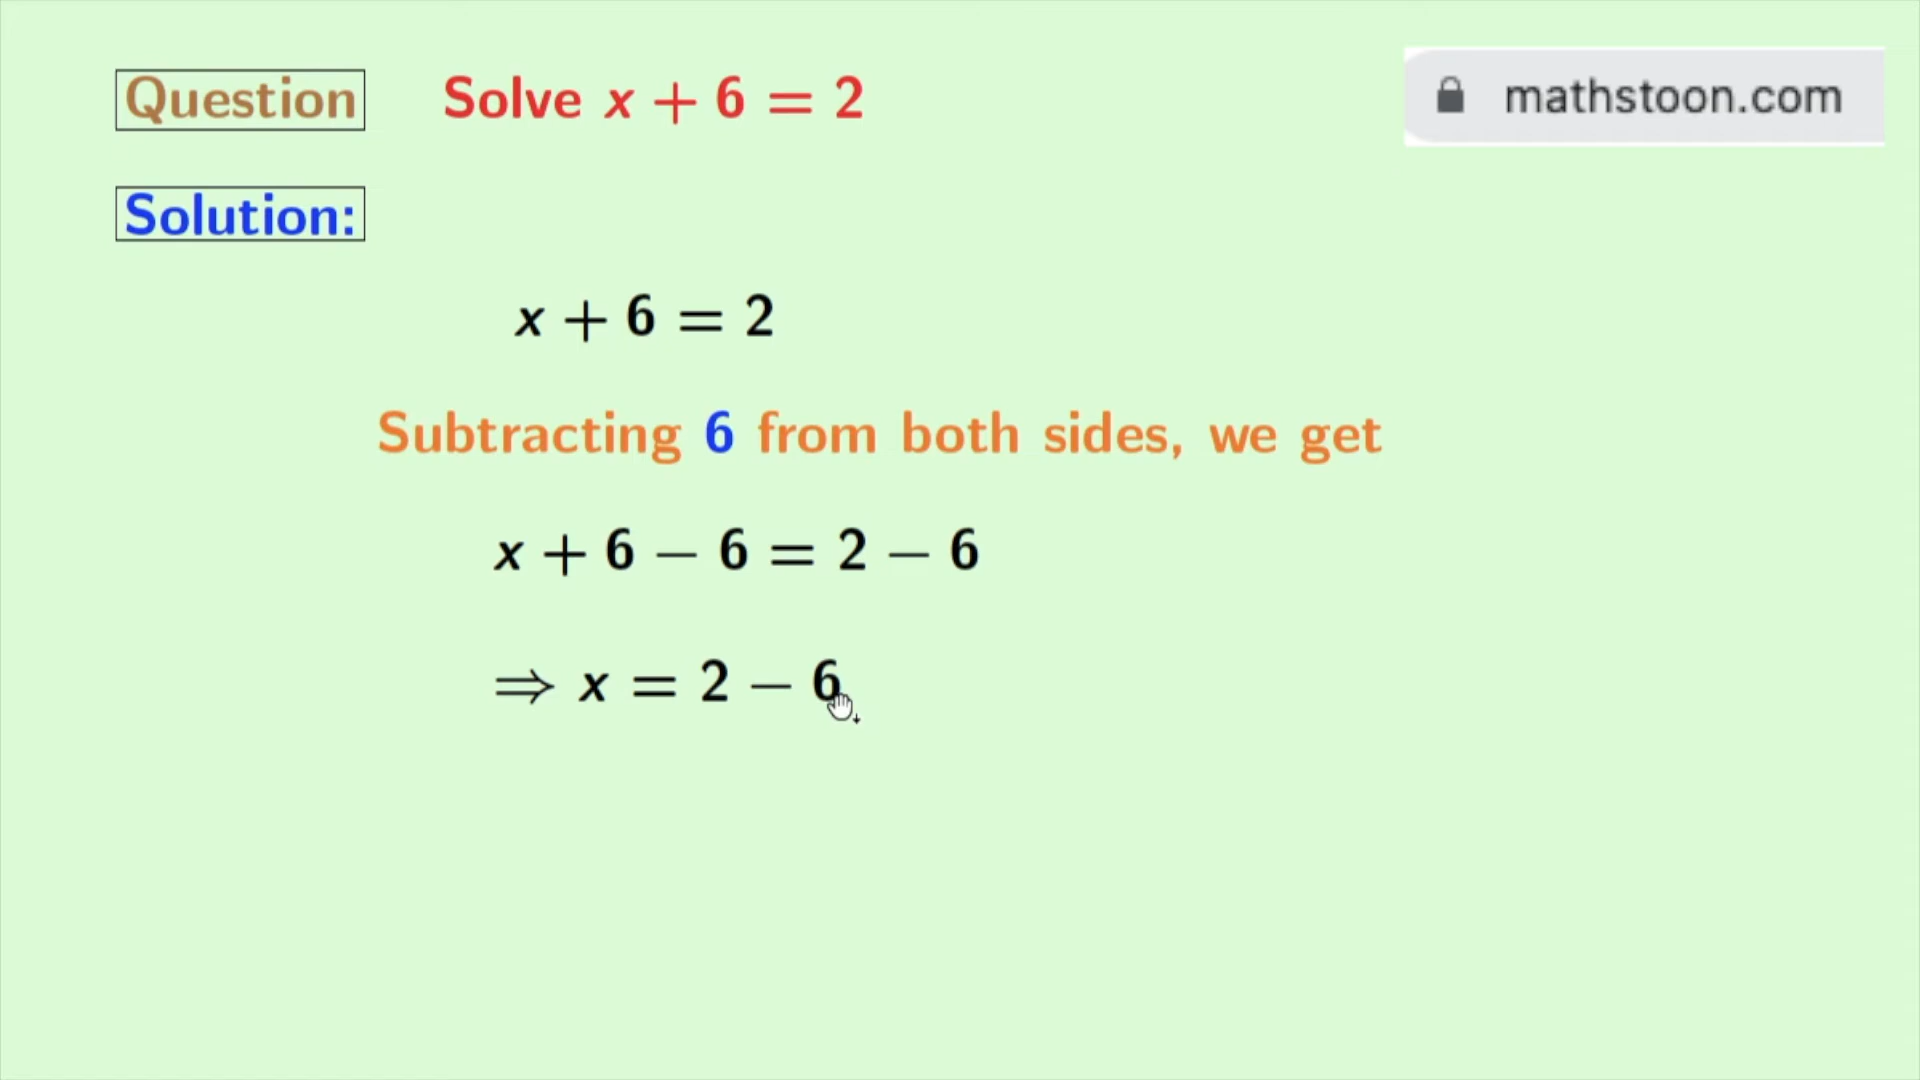 Question Solve x + 6 = 2
mathstoon.com
Solution:
x + 6 = 2
Subtracting 6 from both sides, we get
x + 6 − 6 = 2 − 6
⇒ x = 2 − 6